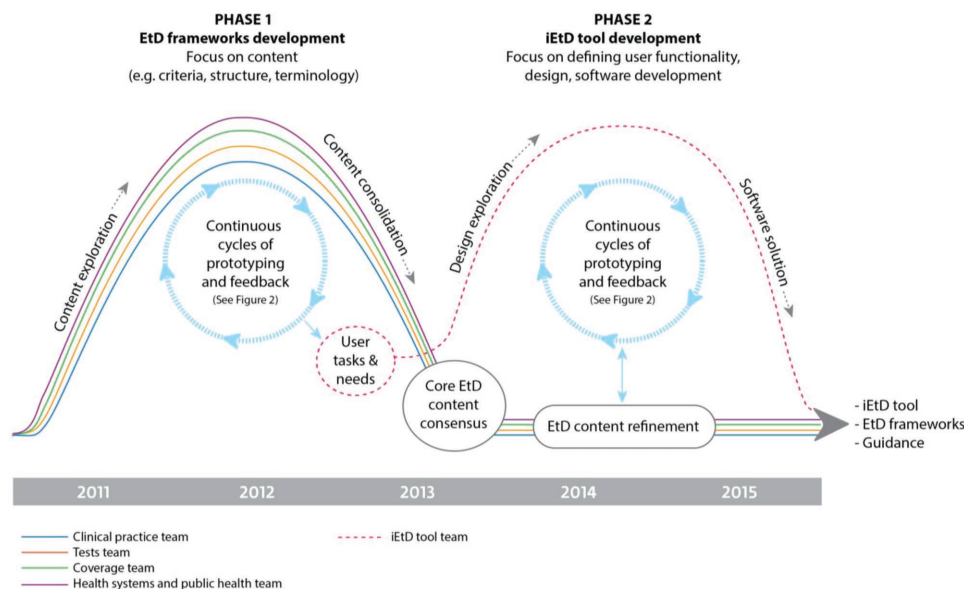 PHASE 1
EtD frameworks development
Focus on content
(e.g. criteria, structure, terminology)
PHASE 2
iEtD tool development
Focus on defining user functionality,
design, software development
Content exploration
Content consolidation
Design exploration
Software solution
Continuous
cycles of
prototyping
and feedback
(See Figure 2)
Continuous
cycles of
prototyping
and feedback
(See Figure 2)
User
tasks &
needs
Core EtD
content
consensus
EtD content refinement
- iEtD tool
- EtD frameworks
- Guidance
2011
2012
2013
2014
2015
Clinical practice team
Tests team
Coverage team
Health systems and public health team
iEtD tool team